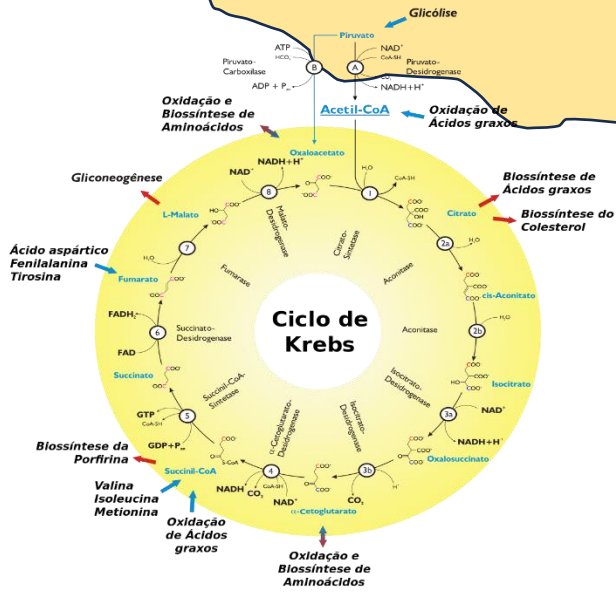 Glicólise
Piruvato
ATP
HCO₃⁻
Piruvato-
Carboxilase
B
ADP + P
A
NAD⁺
CoA-SH
Piruvato-
Desidrogenase
CO₂
NADH+H⁺
Acetil-CoA
Oxidação de
Ácidos graxos
Oxidação e
Biossíntese de
Aminoácidos
Oxaloacetato
H₂O
CoA-SH
1
Citrato-
Sintetase
Citrato
Biossíntese de
Ácidos graxos
Biossíntese do
Colesterol
2a
H₂O
Aconitase
cis-Aconitato
2b
H₂O
Aconitase
Isocitrato
3a
NAD⁺
NADH+H⁺
Isocitrato-
Desidrogenase
Oxalosuccinato
3b
H⁺
CO₂
Isocitrato-
Desidrogenase
α-Cetoglutarato
Oxidação e
Biossíntese de
Aminoácidos
4
NAD⁺
CoA-SH
CO₂
NADH
α-Cetoglutarato-
Desidrogenase
S-CoA
Succinil-CoA
Biossíntese da
Porfirina
Valina
Isoleucina
Metionina
Oxidação
de Ácidos
graxos
5
GDP+P
CoA-SH
GTP
Succinil-CoA-
Sintetase
Succinato
6
FAD
FADH₂
Succinato-
Desidrogenase
Fumarato
Ácido aspártico
Fenilalanina
Tirosina
7
H₂O
Fumarase
L-Malato
Gliconeogênese
8
NAD⁺
NADH+H⁺
Malato-
Desidrogenase
Ciclo de
Krebs